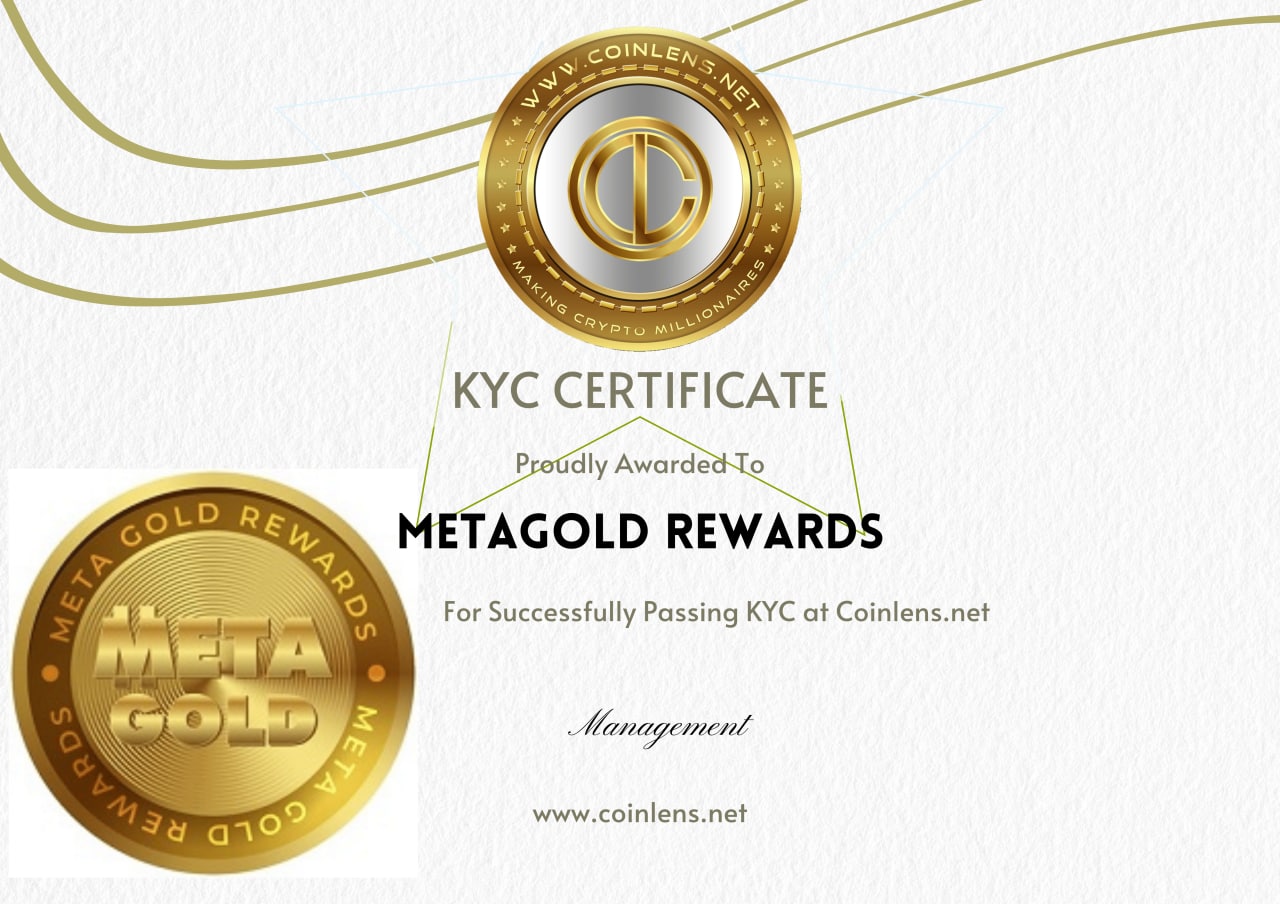 WWW.COINLENS.NET
MAKING CRYPTO MILLIONAIRES
KYC CERTIFICATE
Proudly Awarded To
METAGOLD REWARDS
For Successfully Passing KYC at Coinlens.net
META GOLD REWARDS
META
GOLD
META GOLD REWARDS
Management
www.coinlens.net